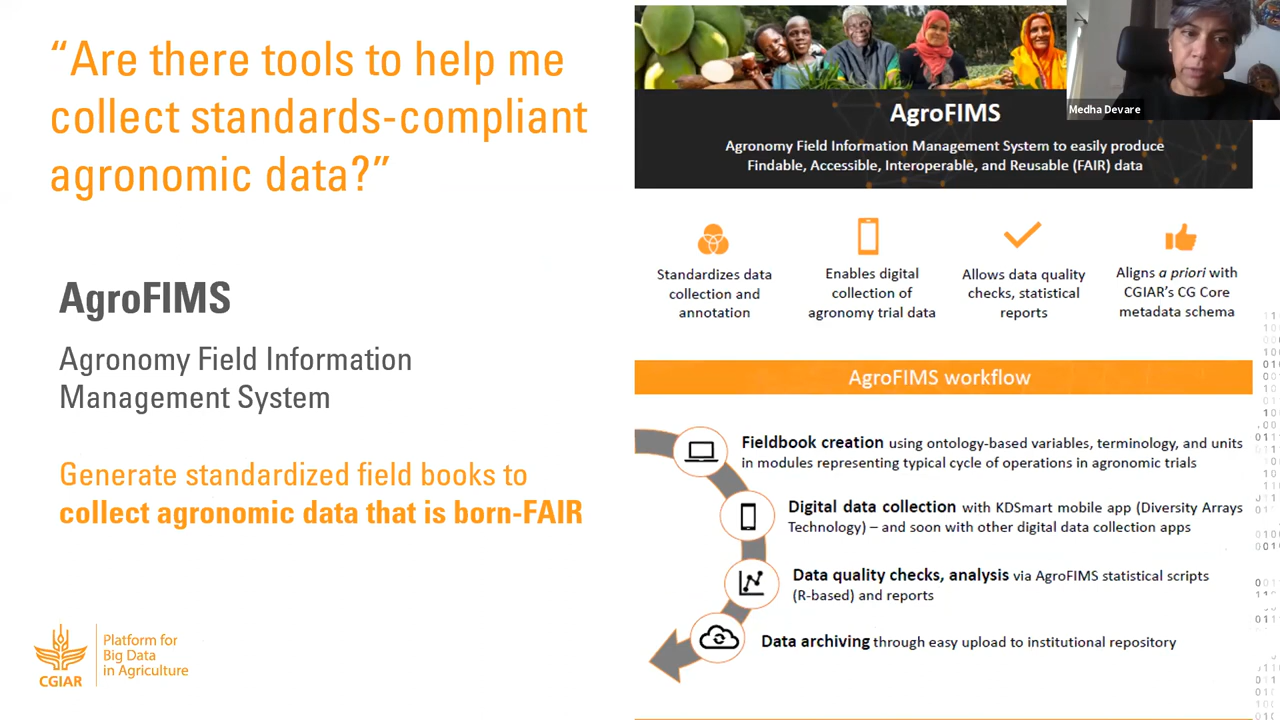 “Are there tools to help me
collect standards-compliant
agronomic data?”
AgroFIMS
Agronomy Field Information
Management System
Generate standardized field books to
collect agronomic data that is born-FAIR
CGIAR
Platform for
Big Data
in Agriculture
Medha Devare
AgroFIMS
Agronomy Field Information Management System to easily produce
Findable, Accessible, Interoperable, and Reusable (FAIR) data
Standardizes data
collection and
annotation
Enables digital
collection of
agronomy trial data
Allows data quality
checks, statistical
reports
Aligns a priori with
CGIAR’s CG Core
metadata schema
AgroFIMS workflow
Fieldbook creation using ontology-based variables, terminology, and units
in modules representing typical cycle of operations in agronomic trials
Digital data collection with KDSmart mobile app (Diversity Arrays
Technology) – and soon with other digital data collection apps
Data quality checks, analysis via AgroFIMS statistical scripts
(R-based) and reports
Data archiving through easy upload to institutional repository